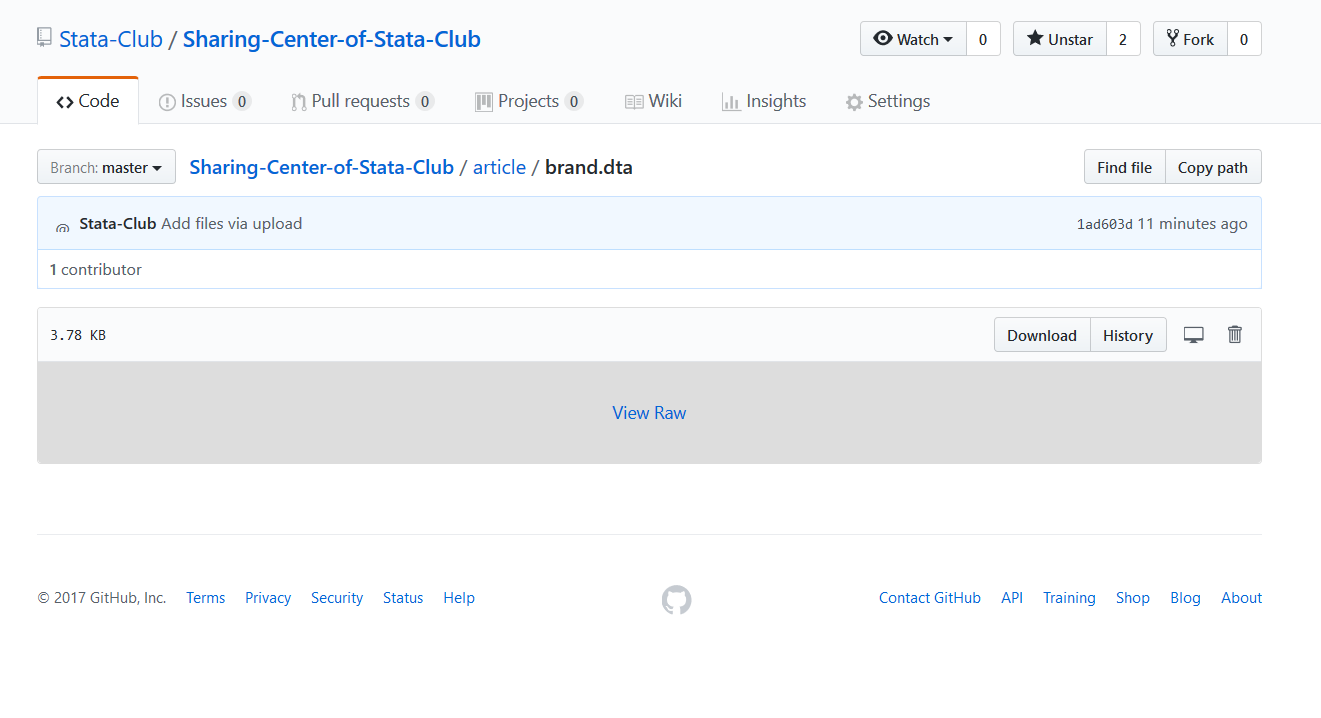 Stata-Club / Sharing-Center-of-Stata-Club Watch 0 Unstar 2 Fork 0
Code Issues 0 Pull requests 0 Projects 0 Wiki Insights Settings
Branch: master Sharing-Center-of-Stata-Club / article / brand.dta Find file Copy path
Stata-Club Add files via upload 1ad603d 11 minutes ago
1 contributor
3.78 KB Download History
View Raw
© 2017 GitHub, Inc. Terms Privacy Security Status Help Contact GitHub API Training Shop Blog About